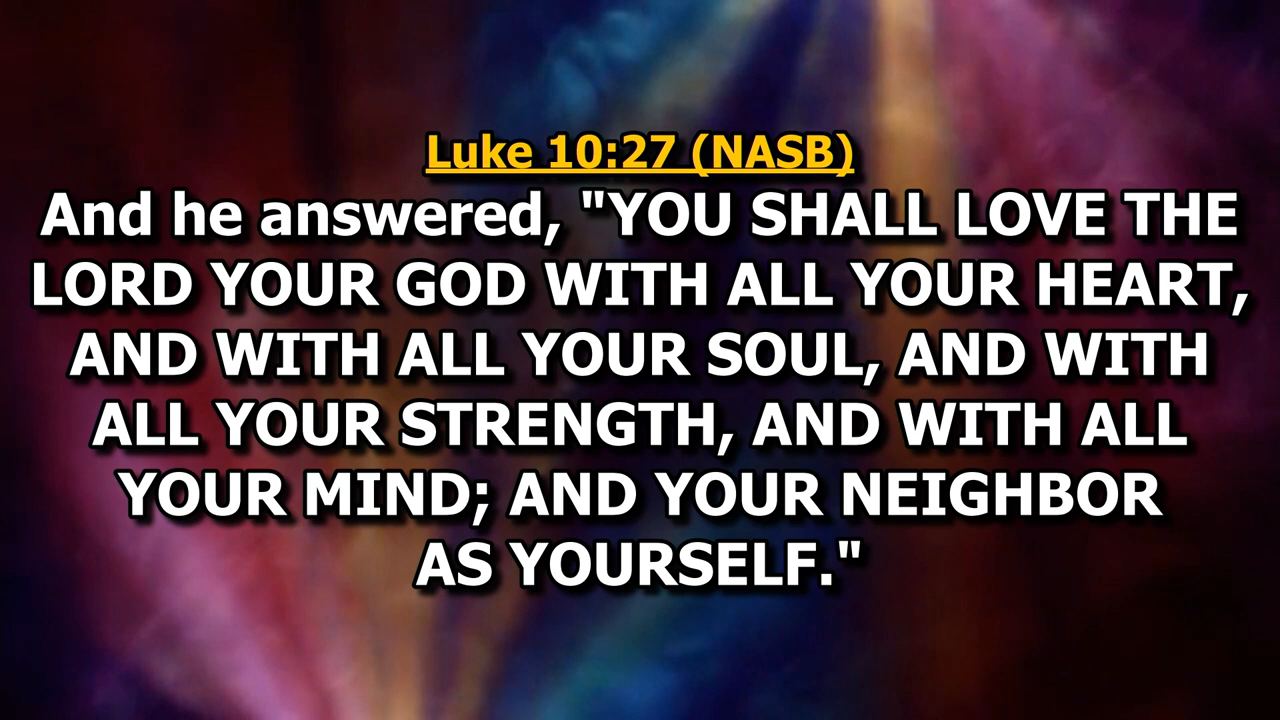 Luke 10:27 (NASB)
And he answered, "YOU SHALL LOVE THE
LORD YOUR GOD WITH ALL YOUR HEART,
AND WITH ALL YOUR SOUL, AND WITH
ALL YOUR STRENGTH, AND WITH ALL
YOUR MIND; AND YOUR NEIGHBOR
AS YOURSELF."